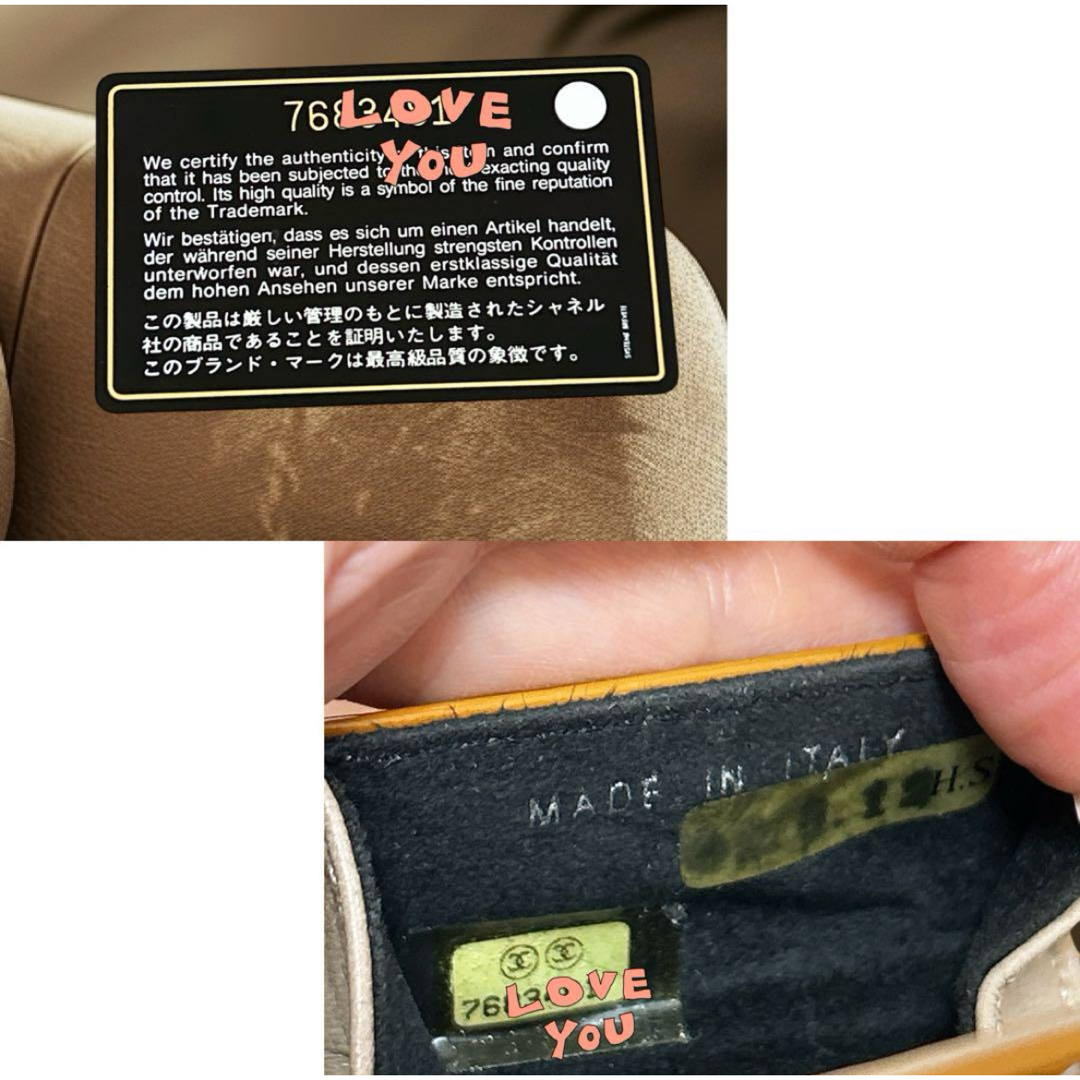 LOVE
YOU
We certify the authenticity and confirm
that it has been subjected exacting quality
control. Its high quality is a symbol of the fine reputation
of the Trademark.
Wir bestätigen, dass es sich um einen Artikel handelt,
der während seiner Herstellung strengsten Kontrollen
unterworfen war, und dessen erstklassige Qualität
dem hohen Ansehen unserer Marke entspricht.
この製品は厳しい管理のもとに製造されたシャネル
社の商品であることを証明いたします。
このブランド・マークは最高級品質の象徴です。
MADE IN ITALY
LOVE
YOU